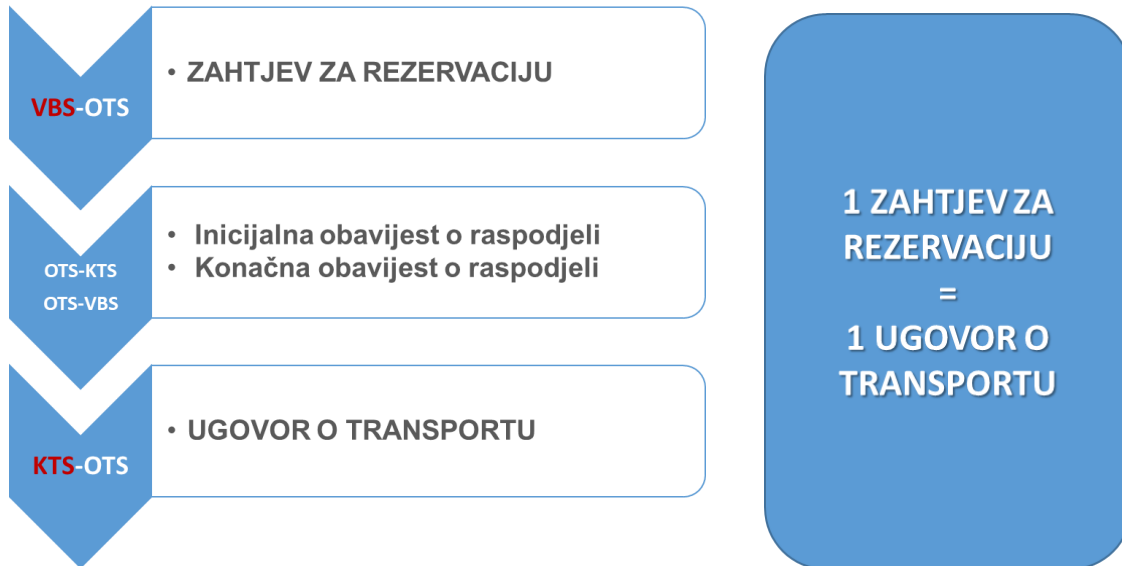 VBS-OTS
• ZAHTJEV ZA REZERVACIJU
OTS-KTS
OTS-VBS
• Inicijalna obavijest o raspodjeli
• Konačna obavijest o raspodjeli
KTS-OTS
• UGOVOR O TRANSPORTU
1 ZAHTJEV ZA
REZERVACIJU
=
1 UGOVOR O
TRANSPORTU